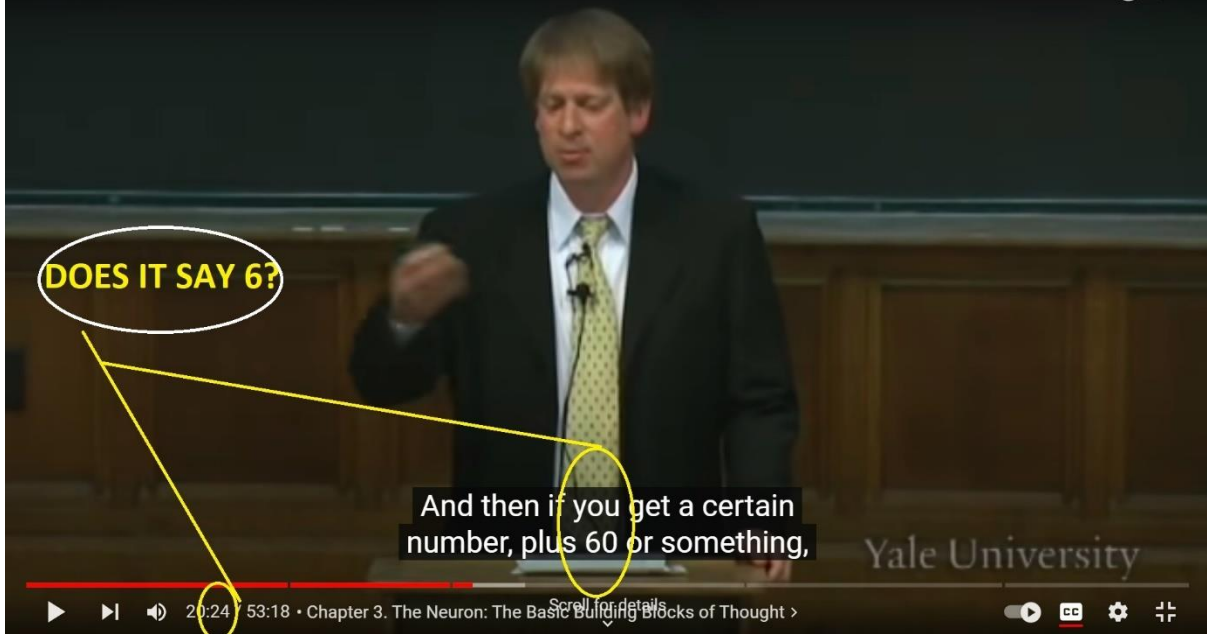 DOES IT SAY 6?
And then if you get a certain
number, plus 60 or something,
Yale University
20:24 / 53:18 • Chapter 3. The Neuron: The Basic Building Blocks of Thought >
Scroll for details
CC